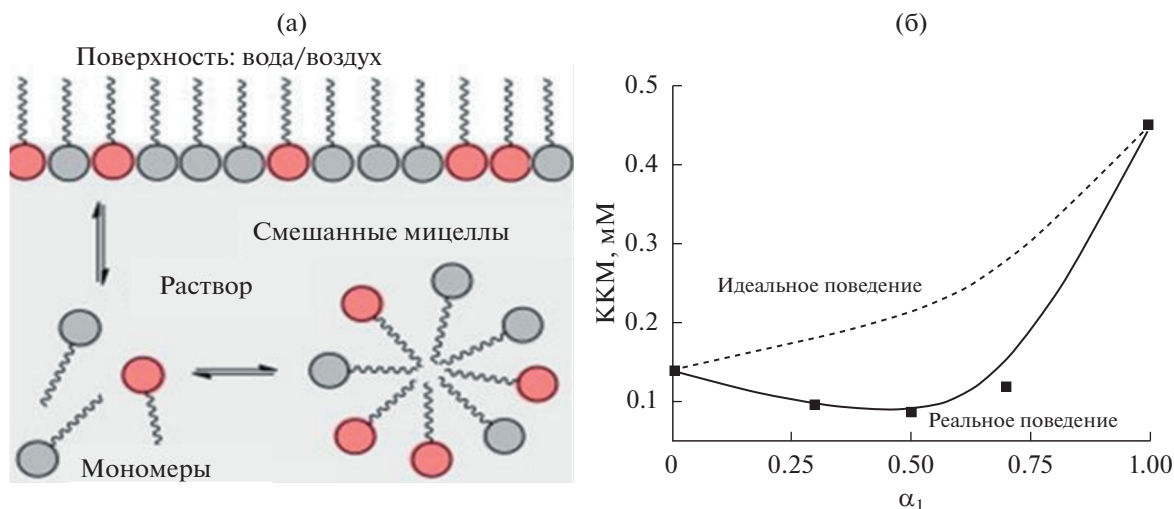 (а)
Поверхность: вода/воздух
Смешанные мицеллы
Раствор
Мономеры
(б)
ККМ, мМ
0.5
0.4
0.3
0.2
0.1
Идеальное поведение
Реальное поведение
0
0.25
0.50
0.75
1.00
α₁